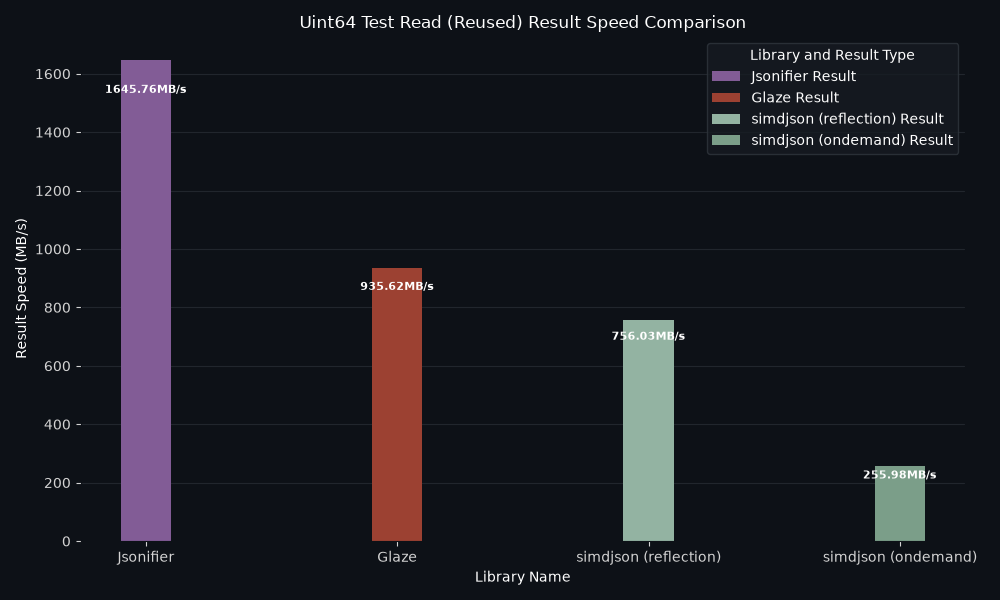 Uint64 Test Read (Reused) Result Speed Comparison
Library and Result Type
Jsonifier Result
Glaze Result
simdjson (reflection) Result
simdjson (ondemand) Result
Result Speed (MB/s)
1600
1400
1200
1000
800
600
400
200
0
1645.76MB/s
935.62MB/s
756.03MB/s
255.98MB/s
Jsonifier
Glaze
simdjson (reflection)
simdjson (ondemand)
Library Name